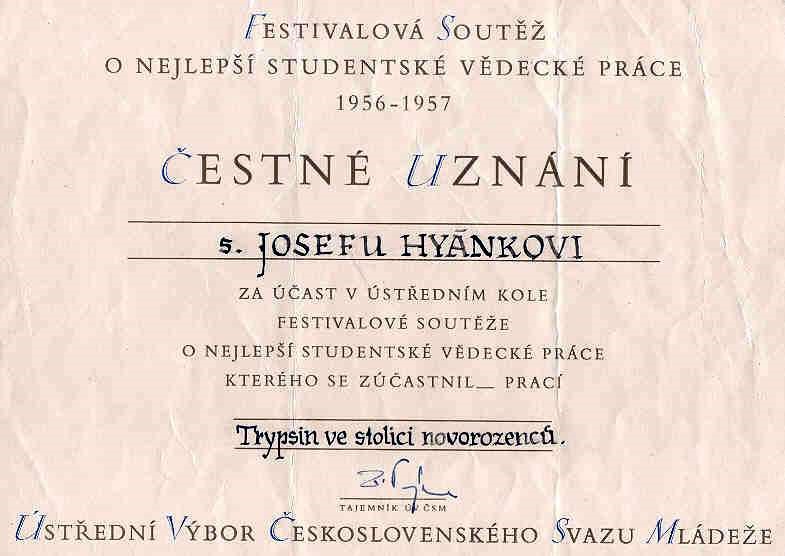 FESTIVALOVÁ SOUTĚŽ
O NEJLEPŠÍ STUDENTSKÉ VĚDECKÉ PRÁCE
1956-1957
ČESTNÉ UZNÁNÍ
s. JOSEFU HYÁNKOVI
ZA ÚČAST V ÚSTŘEDNÍM KOLE
FESTIVALOVÉ SOUTĚŽE
O NEJLEPŠÍ STUDENTSKÉ VĚDECKÉ PRÁCE
KTERÉHO SE ZÚČASTNIL__ PRACÍ
Trypsin ve stolici novorozenců.
TAJEMNÍK ÚV ČSM
ÚSTŘEDNÍ VÝBOR ČESKOSLOVENSKÉHO SVAZU MLÁDEŽE